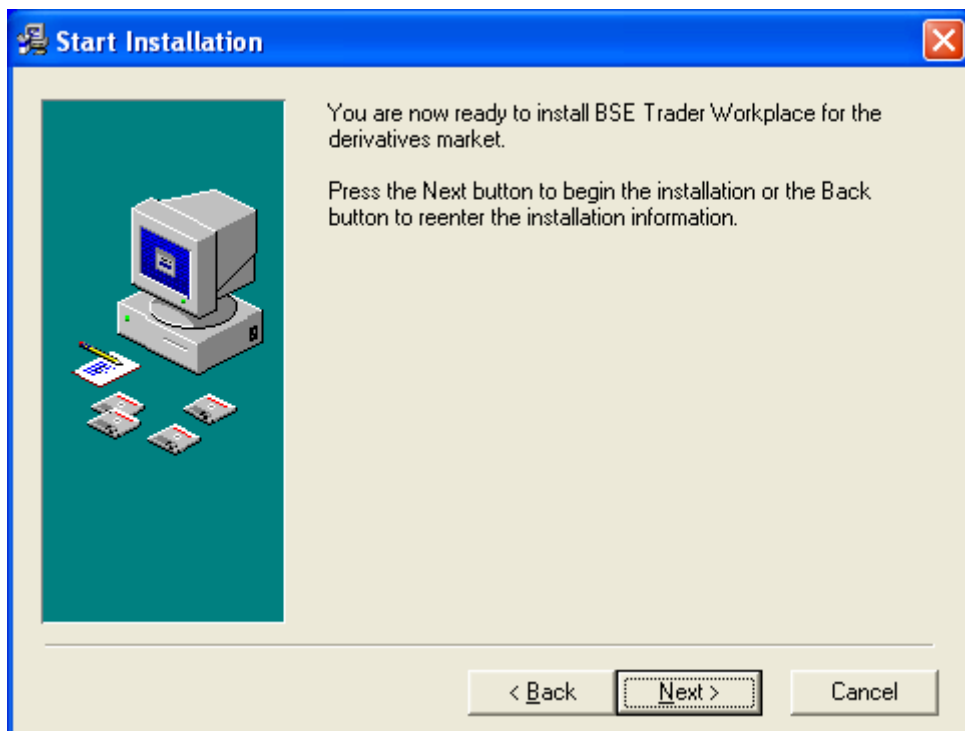 Start Installation
You are now ready to install BSE Trader Workplace for the
derivatives market.
Press the Next button to begin the installation or the Back
button to reenter the installation information.
< Back Next > Cancel